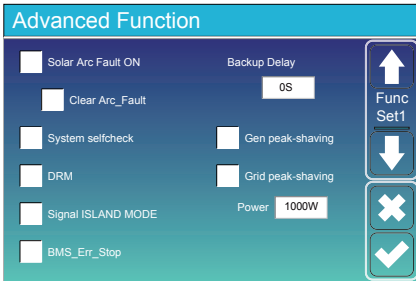 Advanced Function
Solar Arc Fault ON
Backup Delay
0S
Clear Arc_Fault
Func
Set1
System selfcheck
Gen peak-shaving
DRM
Grid peak-shaving
Signal ISLAND MODE
Power 1000W
BMS_Err_Stop